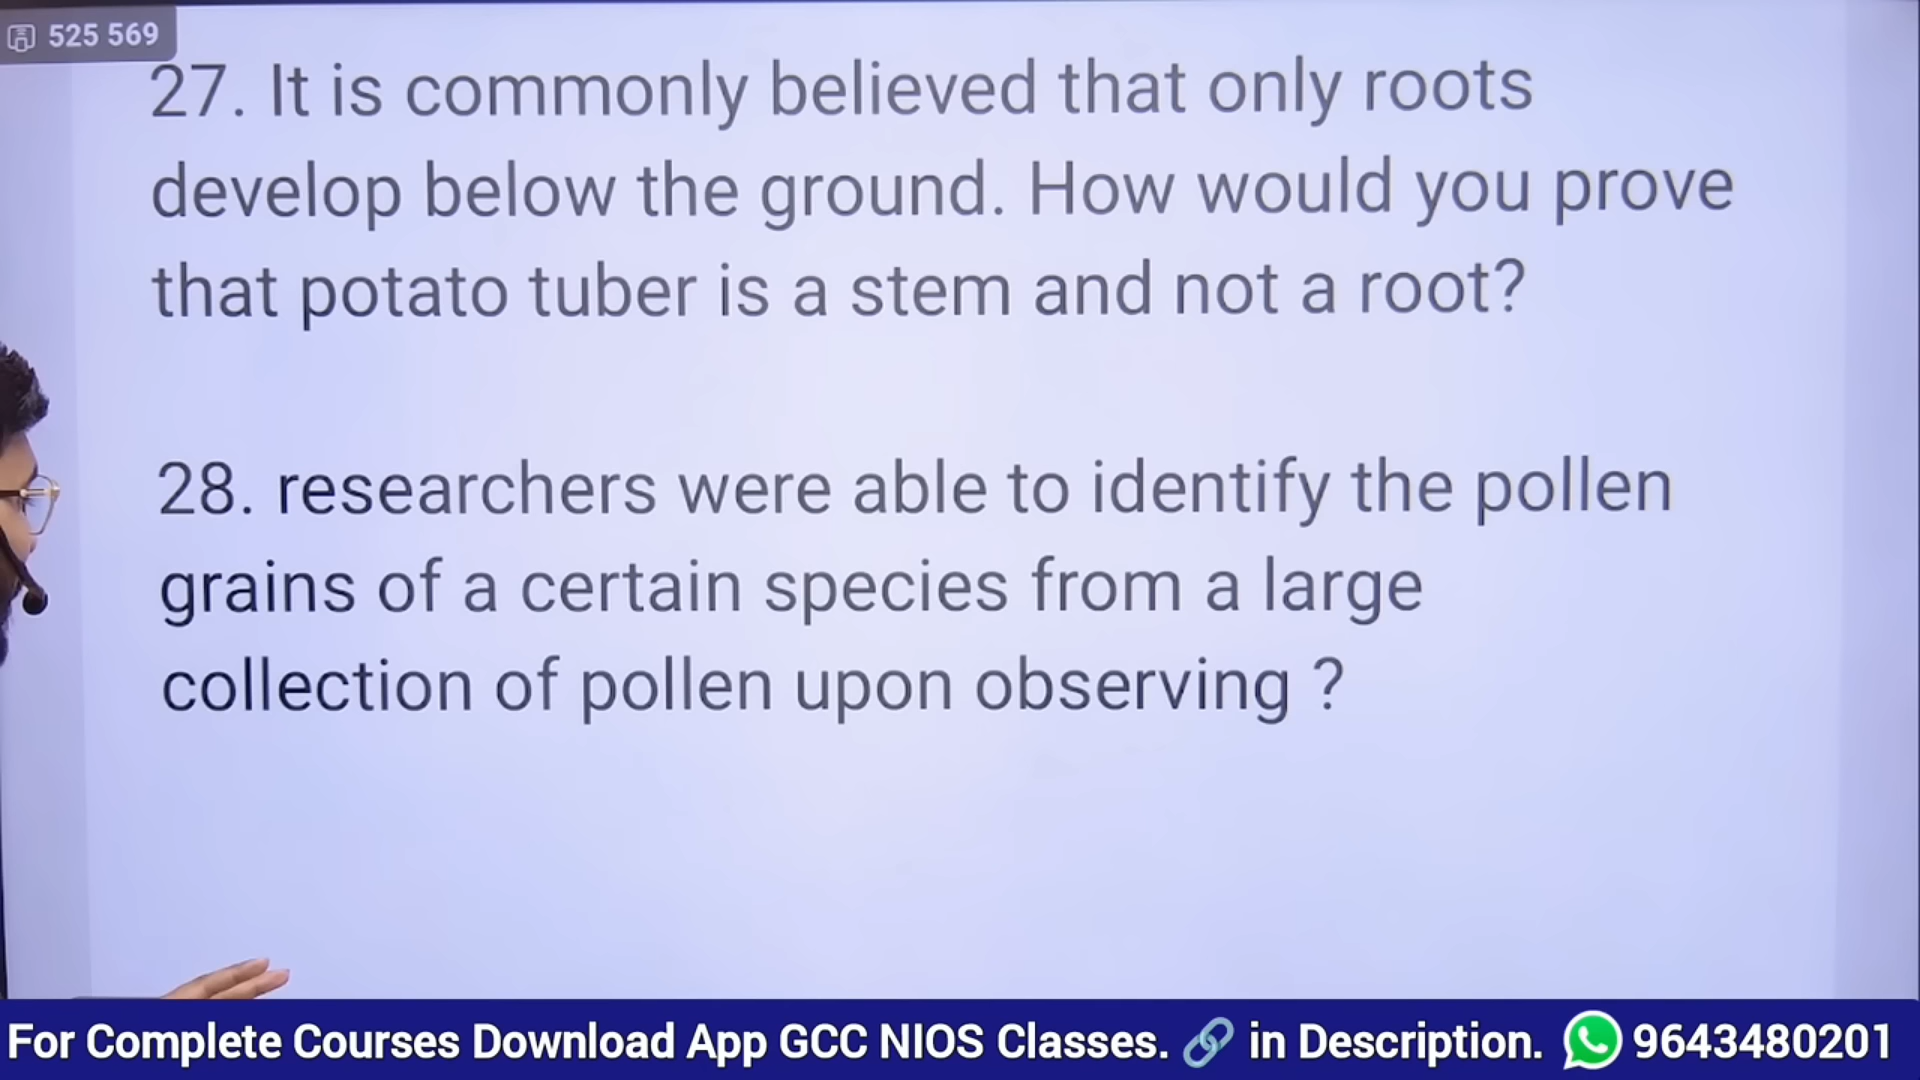 525 569
27. It is commonly believed that only roots
develop below the ground. How would you prove
that potato tuber is a stem and not a root?
28. researchers were able to identify the pollen
grains of a certain species from a large
collection of pollen upon observing ?
For Complete Courses Download App GCC NIOS Classes. 🔗 in Description. 9643480201